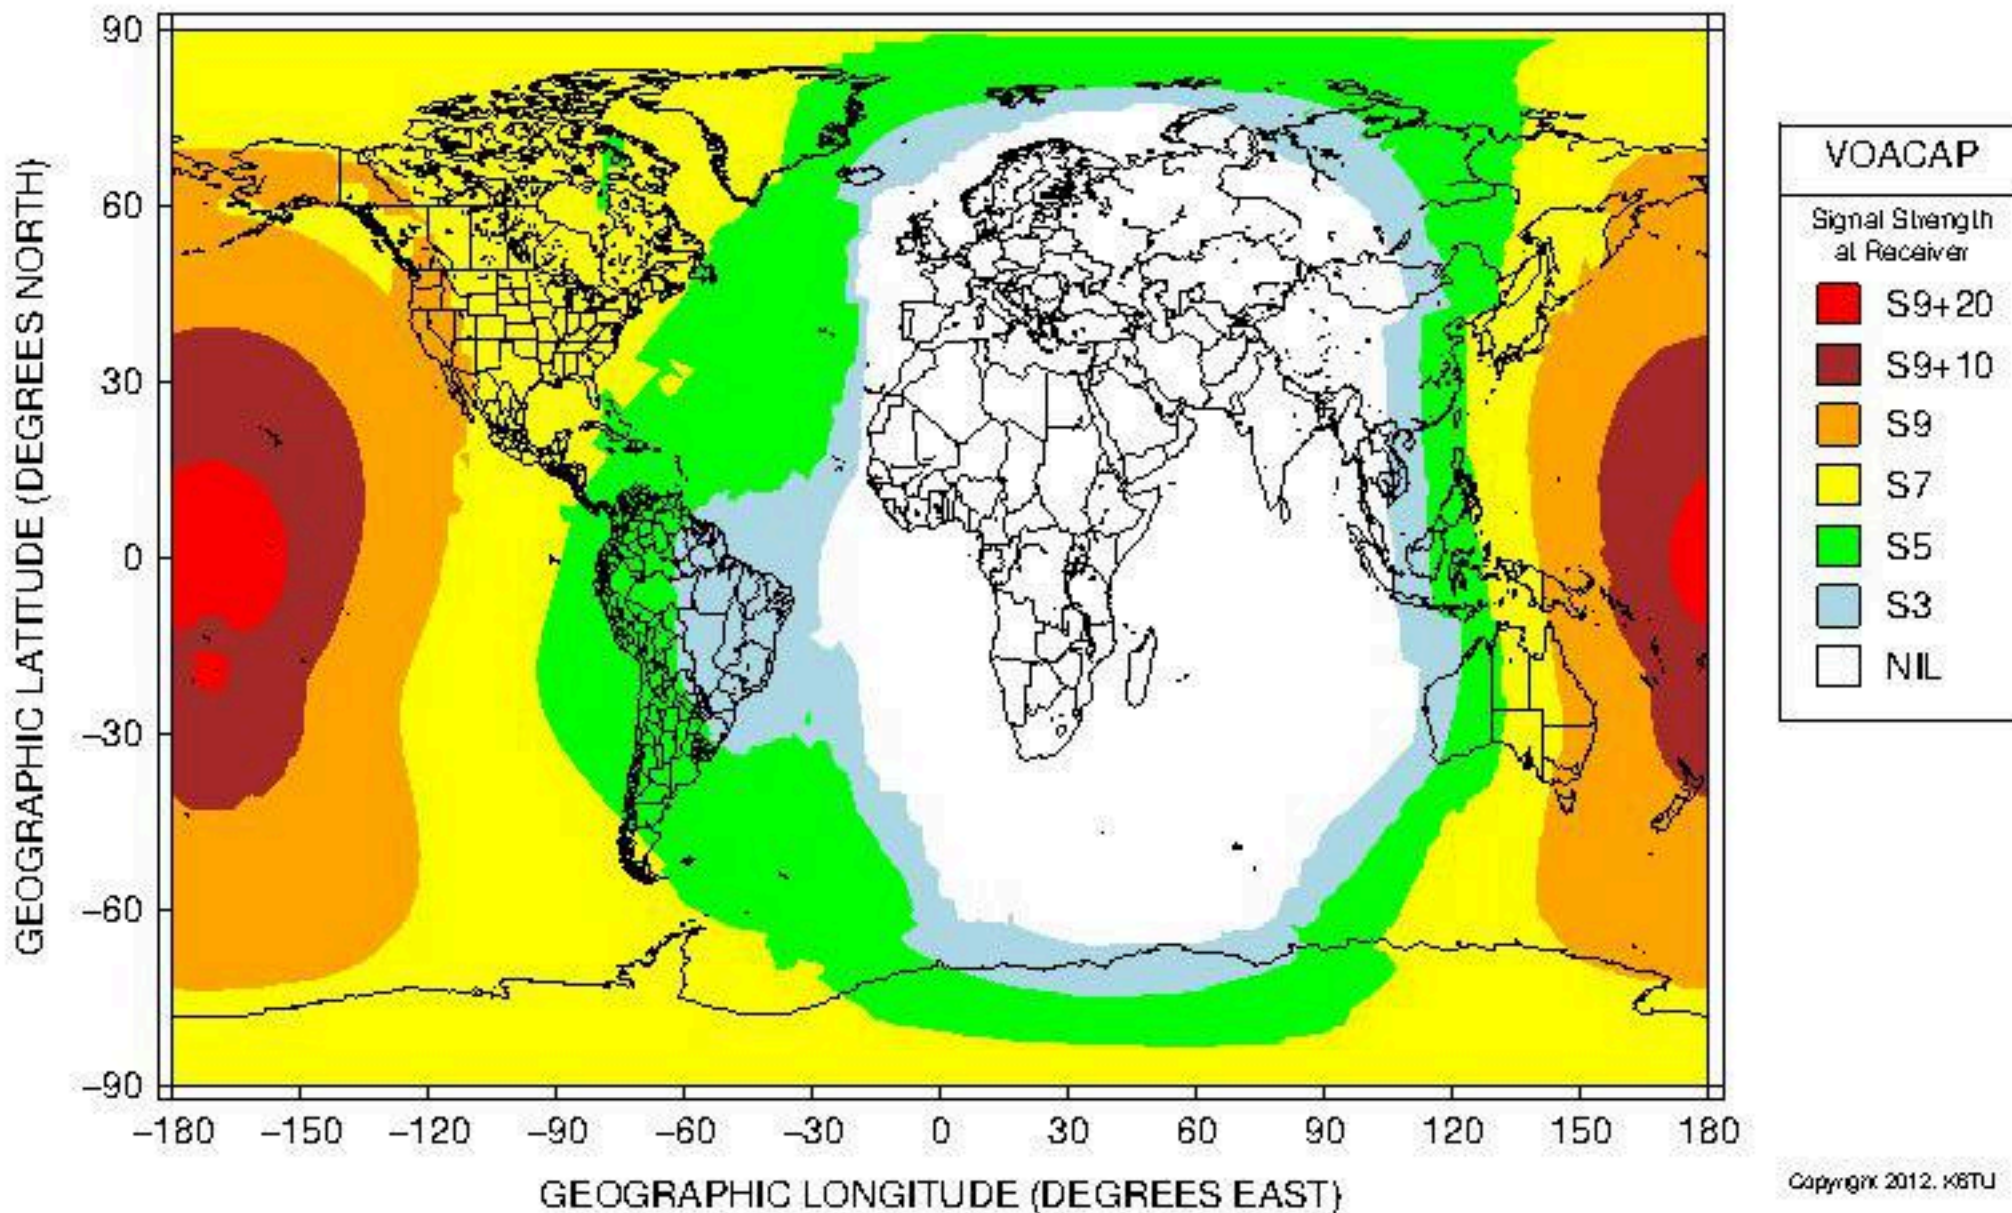 GEOGRAPHIC LATITUDE (DEGREES NORTH)
90
60
30
0
−30
−60
−90
−180 −150 −120 −90 −60 −30 0 30 60 90 120 150 180
GEOGRAPHIC LONGITUDE (DEGREES EAST)
VOACAP
Signal Strength
at Receiver
S9+20
S9+10
S9
S7
S5
S3
NIL
Copyright 2012, K6TU